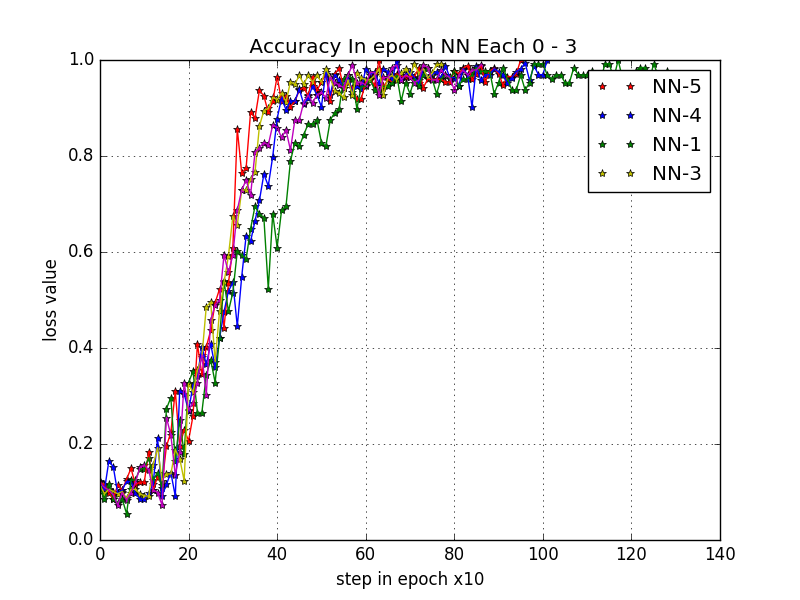 Accuracy In epoch NN Each 0 - 3
1.0
0.8
0.6
0.4
0.2
0.0
loss value
NN-5
NN-4
NN-1
NN-3
0 20 40 60 80 100 120 140
step in epoch x10